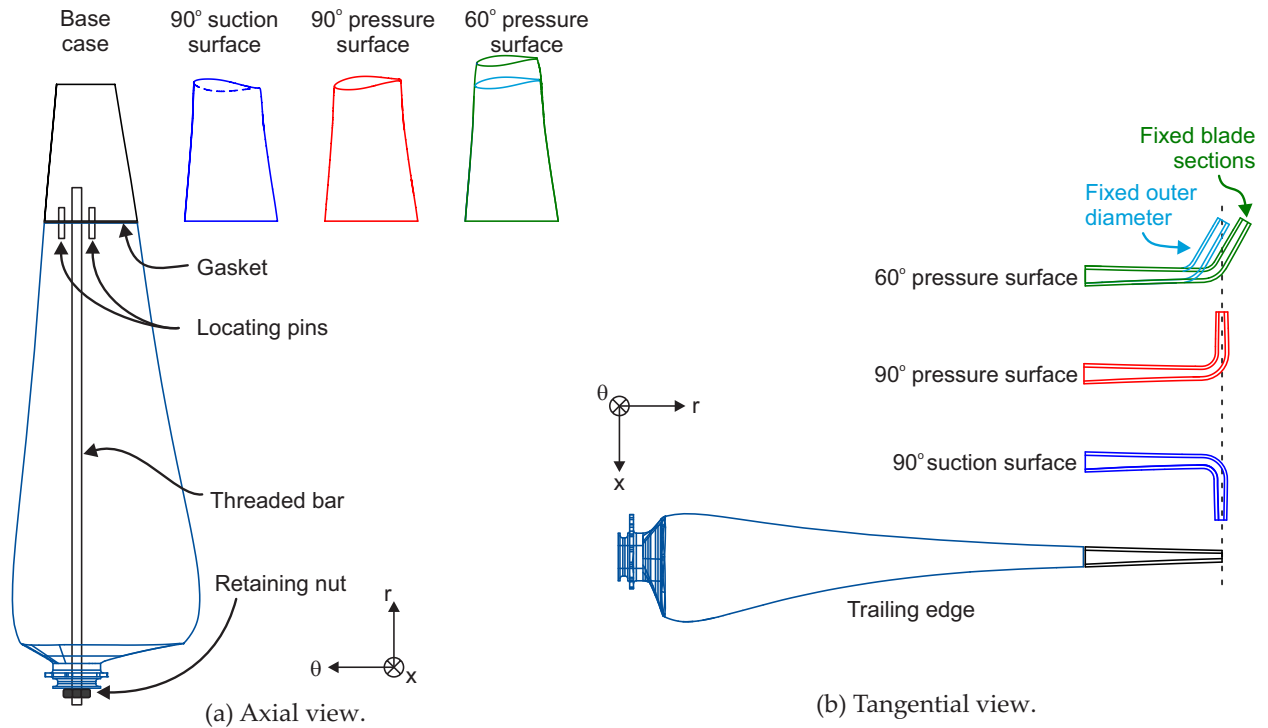 Base
case
90° suction
surface
90° pressure
surface
60° pressure
surface
Gasket
Locating pins
Threaded bar
Retaining nut
r
θ
x
(a) Axial view.
Fixed blade
sections
Fixed outer
diameter
60° pressure surface
90° pressure surface
θ
r
x
90° suction surface
Trailing edge
(b) Tangential view.